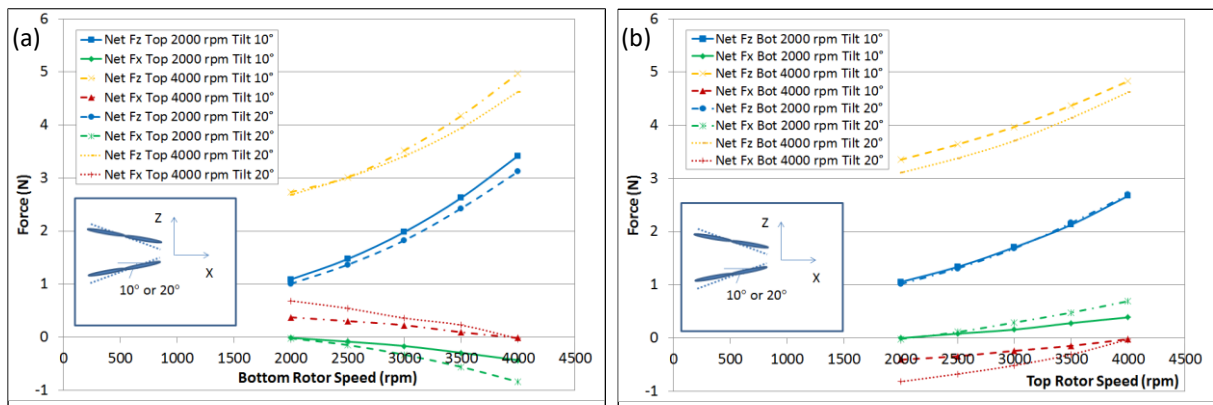 (a)
6
5
4
3
2
1
0
-1
Force (N)
Net Fz Top 2000 rpm Tilt 10°
Net Fx Top 2000 rpm Tilt 10°
Net Fz Top 4000 rpm Tilt 10°
Net Fx Top 4000 rpm Tilt 10°
Net Fz Top 2000 rpm Tilt 20°
Net Fx Top 2000 rpm Tilt 20°
Net Fz Top 4000 rpm Tilt 20°
Net Fx Top 4000 rpm Tilt 20°
Z
X
10° or 20°
0 500 1000 1500 2000 2500 3000 3500 4000 4500
Bottom Rotor Speed (rpm)
(b)
6
5
4
3
2
1
0
-1
Force (N)
Net Fz Bot 2000 rpm Tilt 10°
Net Fx Bot 2000 rpm Tilt 10°
Net Fz Bot 4000 rpm Tilt 10°
Net Fx Bot 4000 rpm Tilt 10°
Net Fz Bot 2000 rpm Tilt 20°
Net Fx Bot 2000 rpm Tilt 20°
Net Fz Bot 4000 rpm Tilt 20°
Net Fx Bot 4000 rpm Tilt 20°
Z
X
10° or 20°
0 500 1000 1500 2000 2500 3000 3500 4000 4500
Top Rotor Speed (rpm)